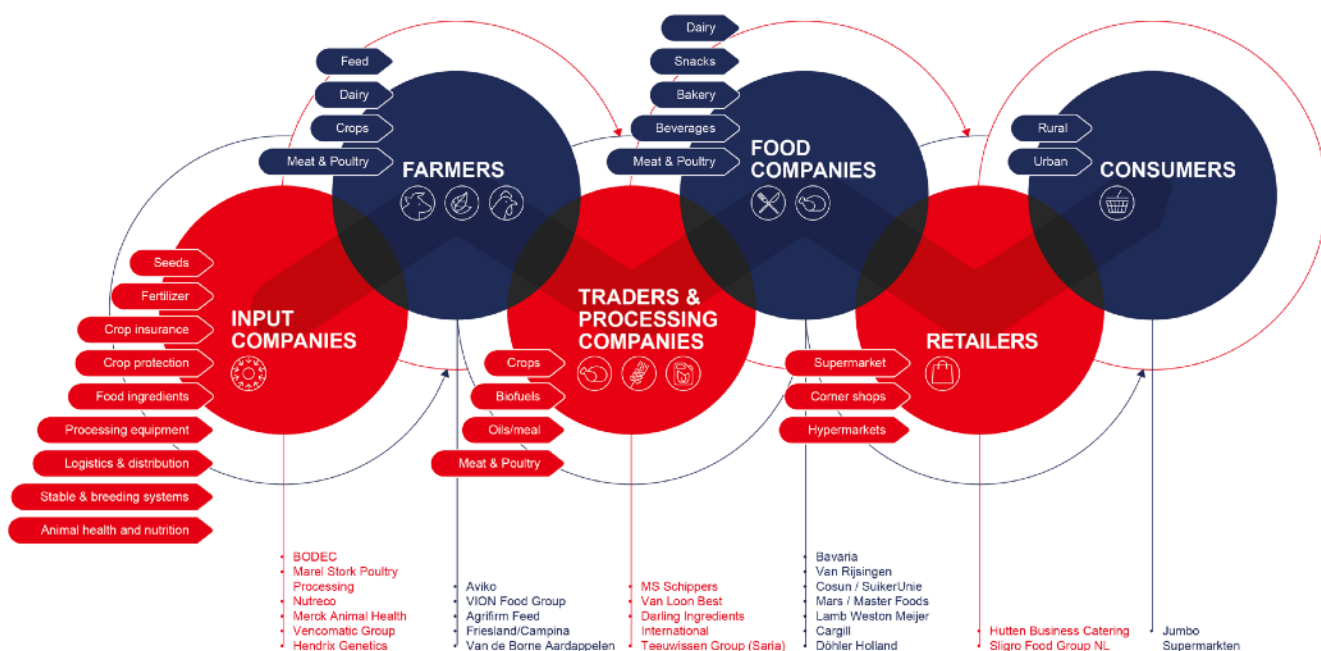 Feed
Dairy
Crops
Meat & Poultry
FARMERS
Dairy
Snacks
Bakery
Beverages
Meat & Poultry
FOOD
COMPANIES
Rural
Urban
CONSUMERS
Seeds
Fertilizer
Crop insurance
Crop protection
Food ingredients
Processing equipment
Logistics & distribution
Stable & breeding systems
Animal health and nutrition
INPUT
COMPANIES
TRADERS &
PROCESSING
COMPANIES
Crops
Biofuels
Oils/meal
Meat & Poultry
RETAILERS
Supermarket
Corner shops
Hypermarkets
• BODEC
• Marel Stork Poultry
Processing
• Nutreco
• Merck Animal Health
• Vencomatic Group
• Hendrix Genetics
• Aviko
• VION Food Group
• Agrifirm Feed
• Friesland/Campina
• Van de Borne Aardappelen
• MS Schippers
• Van Loon Best
• Darling Ingredients
International
• Teeuwissen Group (Saria)
• Bavaria
• Van Rijsingen
• Cosun / SuikerUnie
• Mars / Master Foods
• Lamb Weston Meijer
• Cargill
• Döhler Holland
• Hutten Business Catering
• Sligro Food Group NL
• Jumbo
Supermarkten